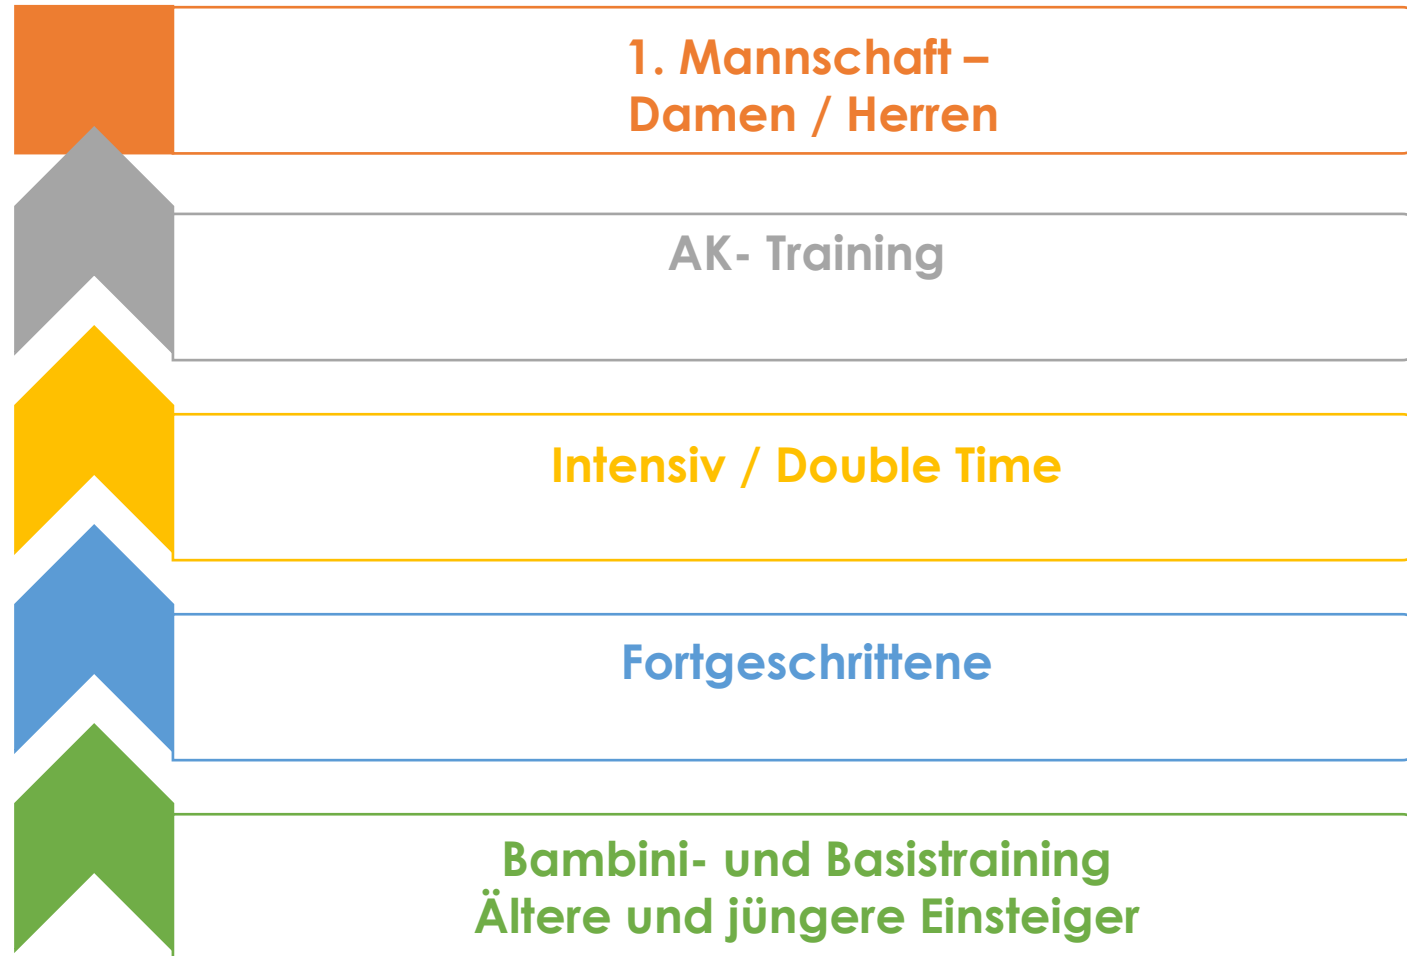 1. Mannschaft –
Damen / Herren
AK- Training
Intensiv / Double Time
Fortgeschrittene
Bambini- und Basistraining
Ältere und jüngere Einsteiger